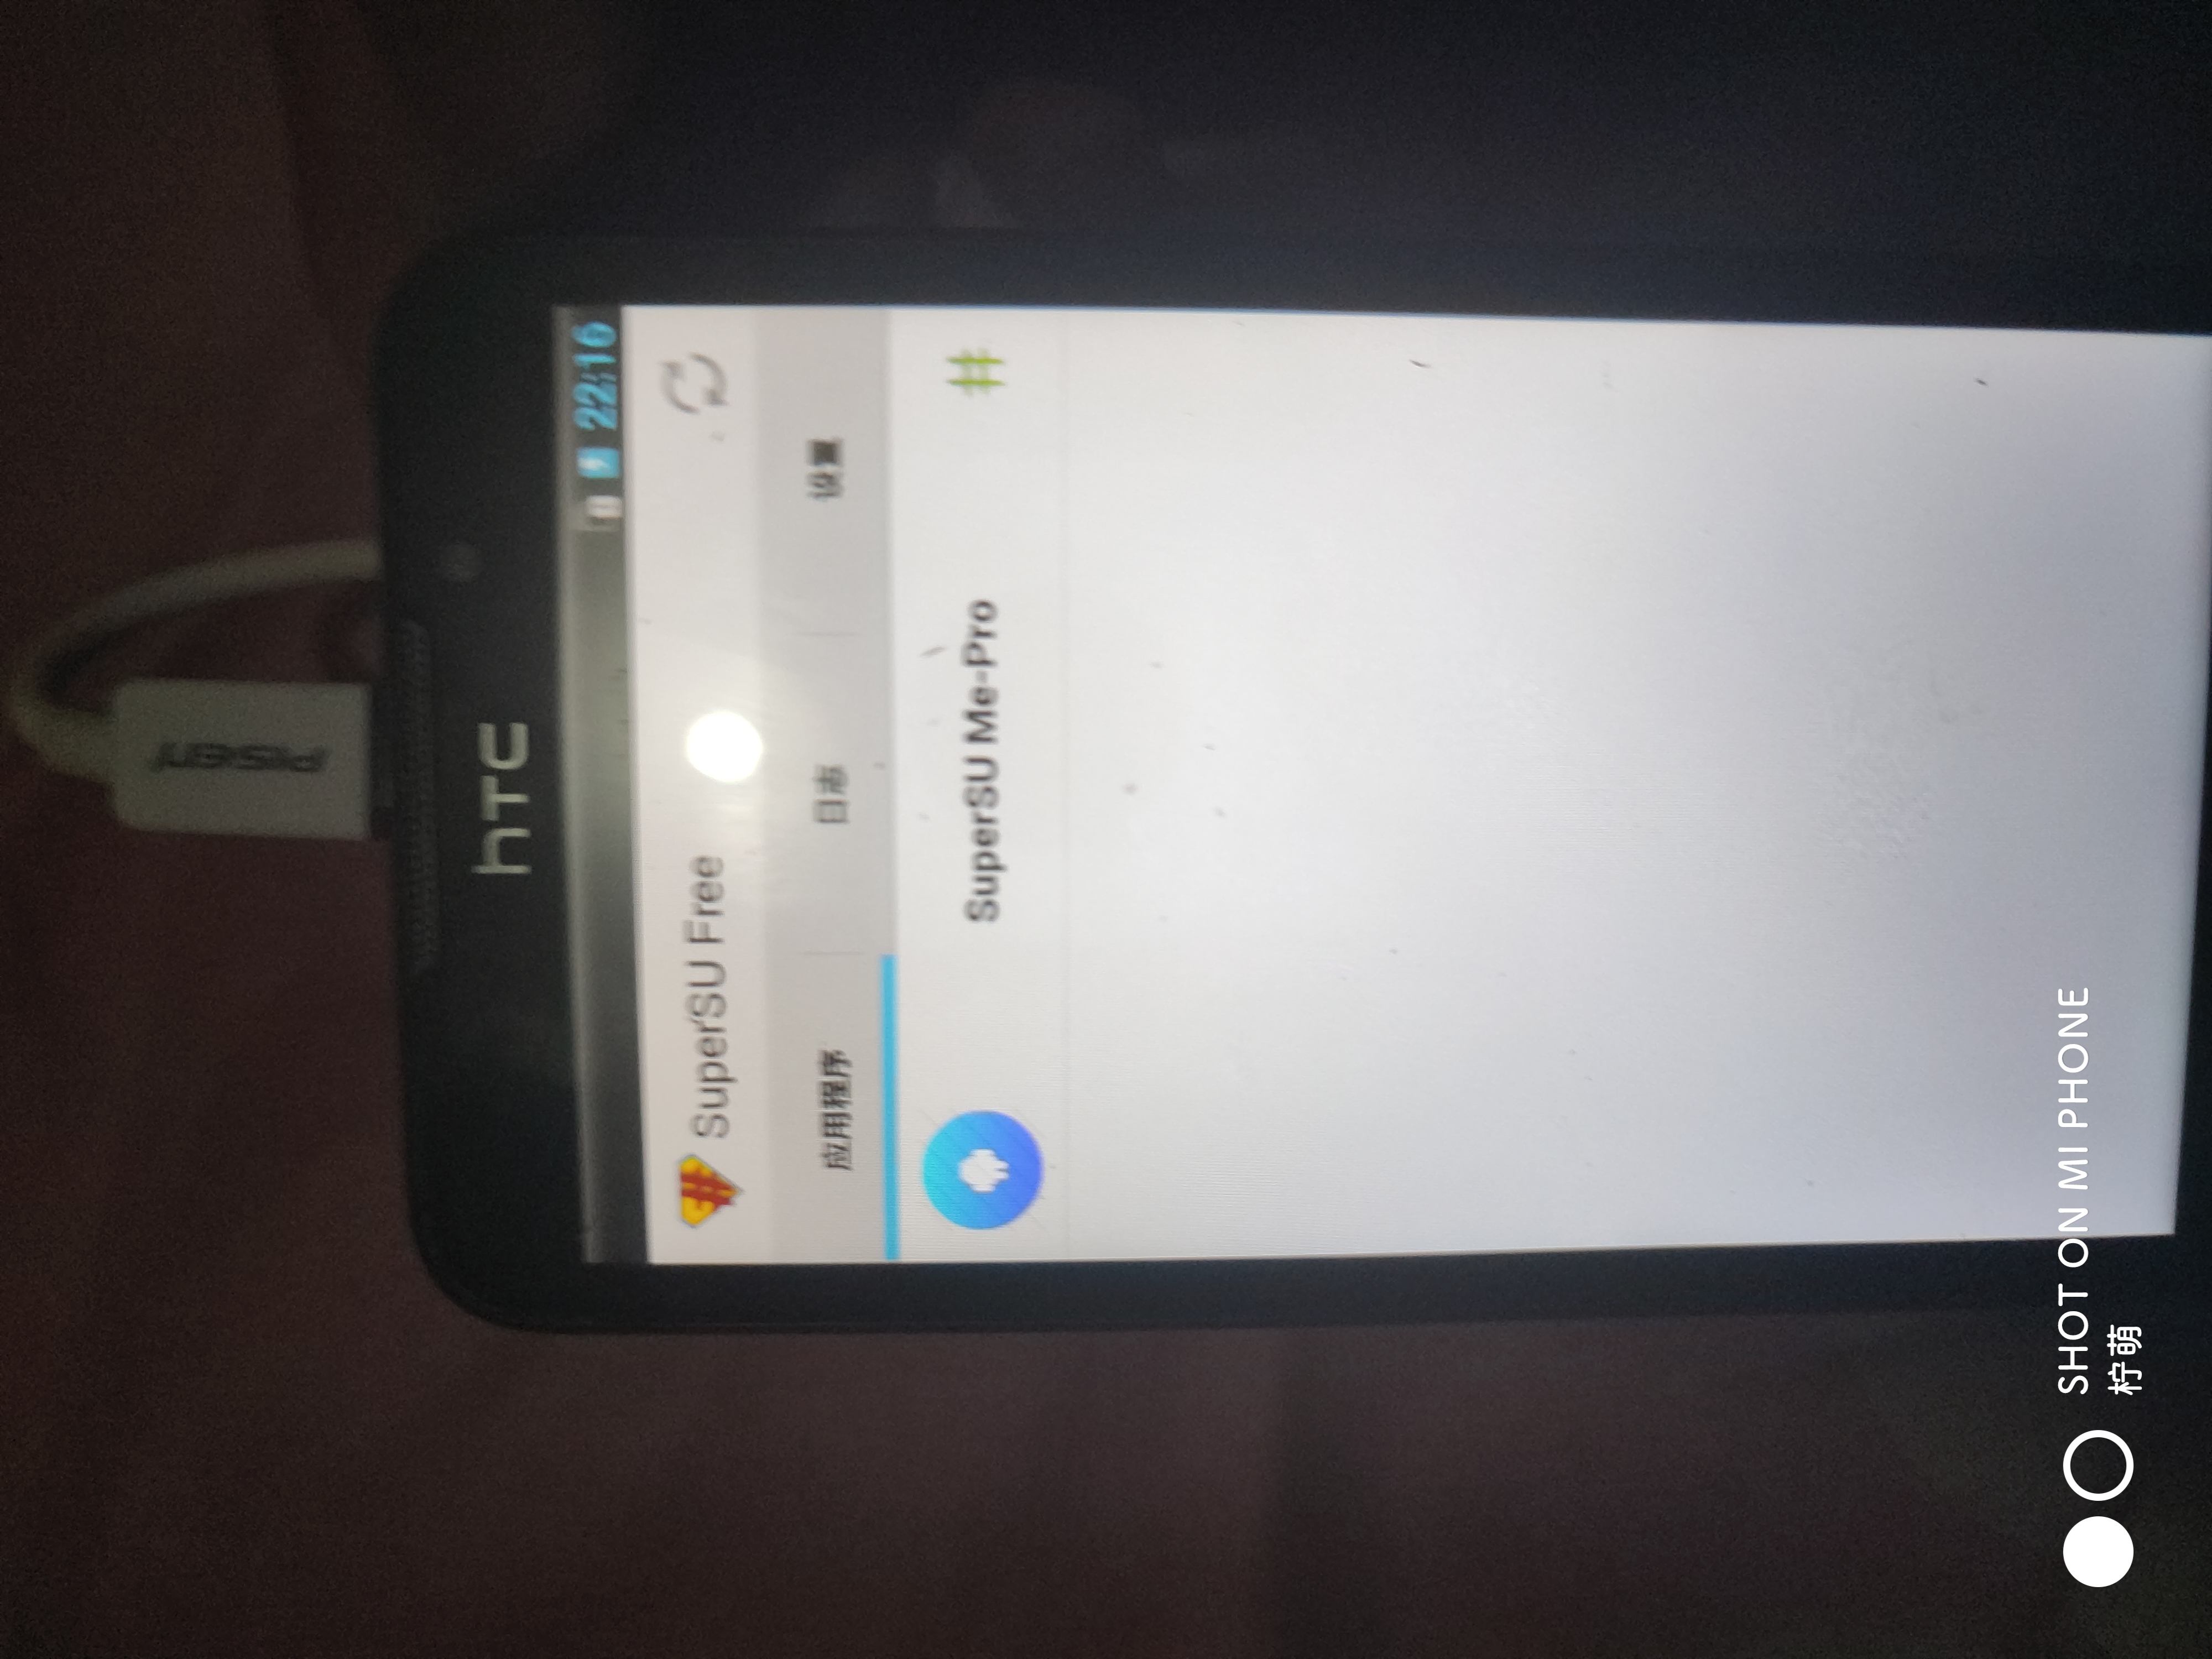 PISEN
hTC
22:16
SuperSU Free
应用程序
日志
设置
SuperSU Me-Pro
#
SHOT ON MI PHONE
柠萌